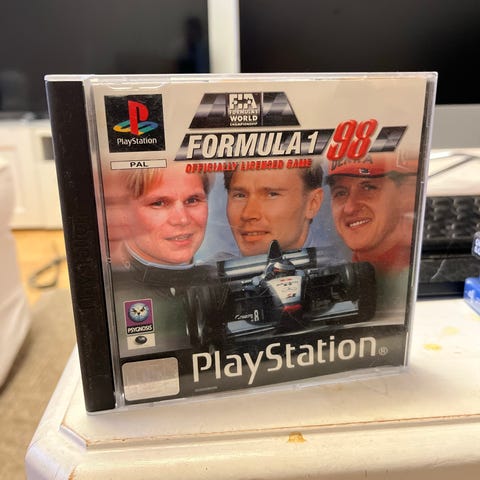 PlayStation
PAL
FIA
FORMULA 1
WORLD
CHAMPIONSHIP
FORMULA 1 98
OFFICIALLY LICENSED GAME
PSYGNOSIS
PlayStation®